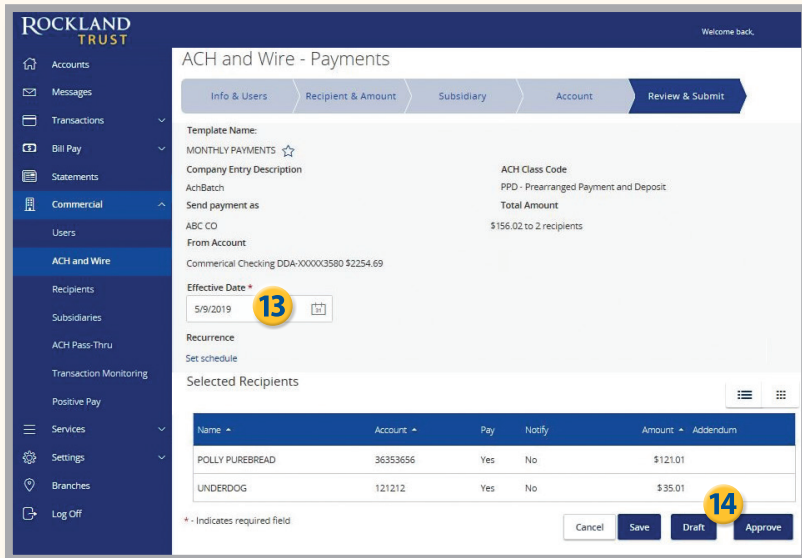 ROCKLAND
TRUST
Welcome back,
Accounts
Messages
Transactions
Bill Pay
Statements
Commercial
Users
ACH and Wire
Recipients
Subsidiaries
ACH Pass-Thru
Transaction Monitoring
Positive Pay
Services
Settings
Branches
Log Off
ACH and Wire - Payments
Info & Users Recipient & Amount Subsidiary Account Review & Submit
Template Name:
MONTHLY PAYMENTS
Company Entry Description ACH Class Code
AchBatch PPD - Prearranged Payment and Deposit
Send payment as Total Amount
ABC CO $156.02 to 2 recipients
From Account
Commerical Checking DDA-XXXXX3580 $2254.69
Effective Date *
5/9/2019 13 31
Recurrence
Set schedule
Selected Recipients
Name Account Pay Notify Amount Addendum
POLLY PUREBREAD 36353656 Yes No $121.01
UNDERDOG 121212 Yes No $35.01
14
* - Indicates required field Cancel Save Draft Approve